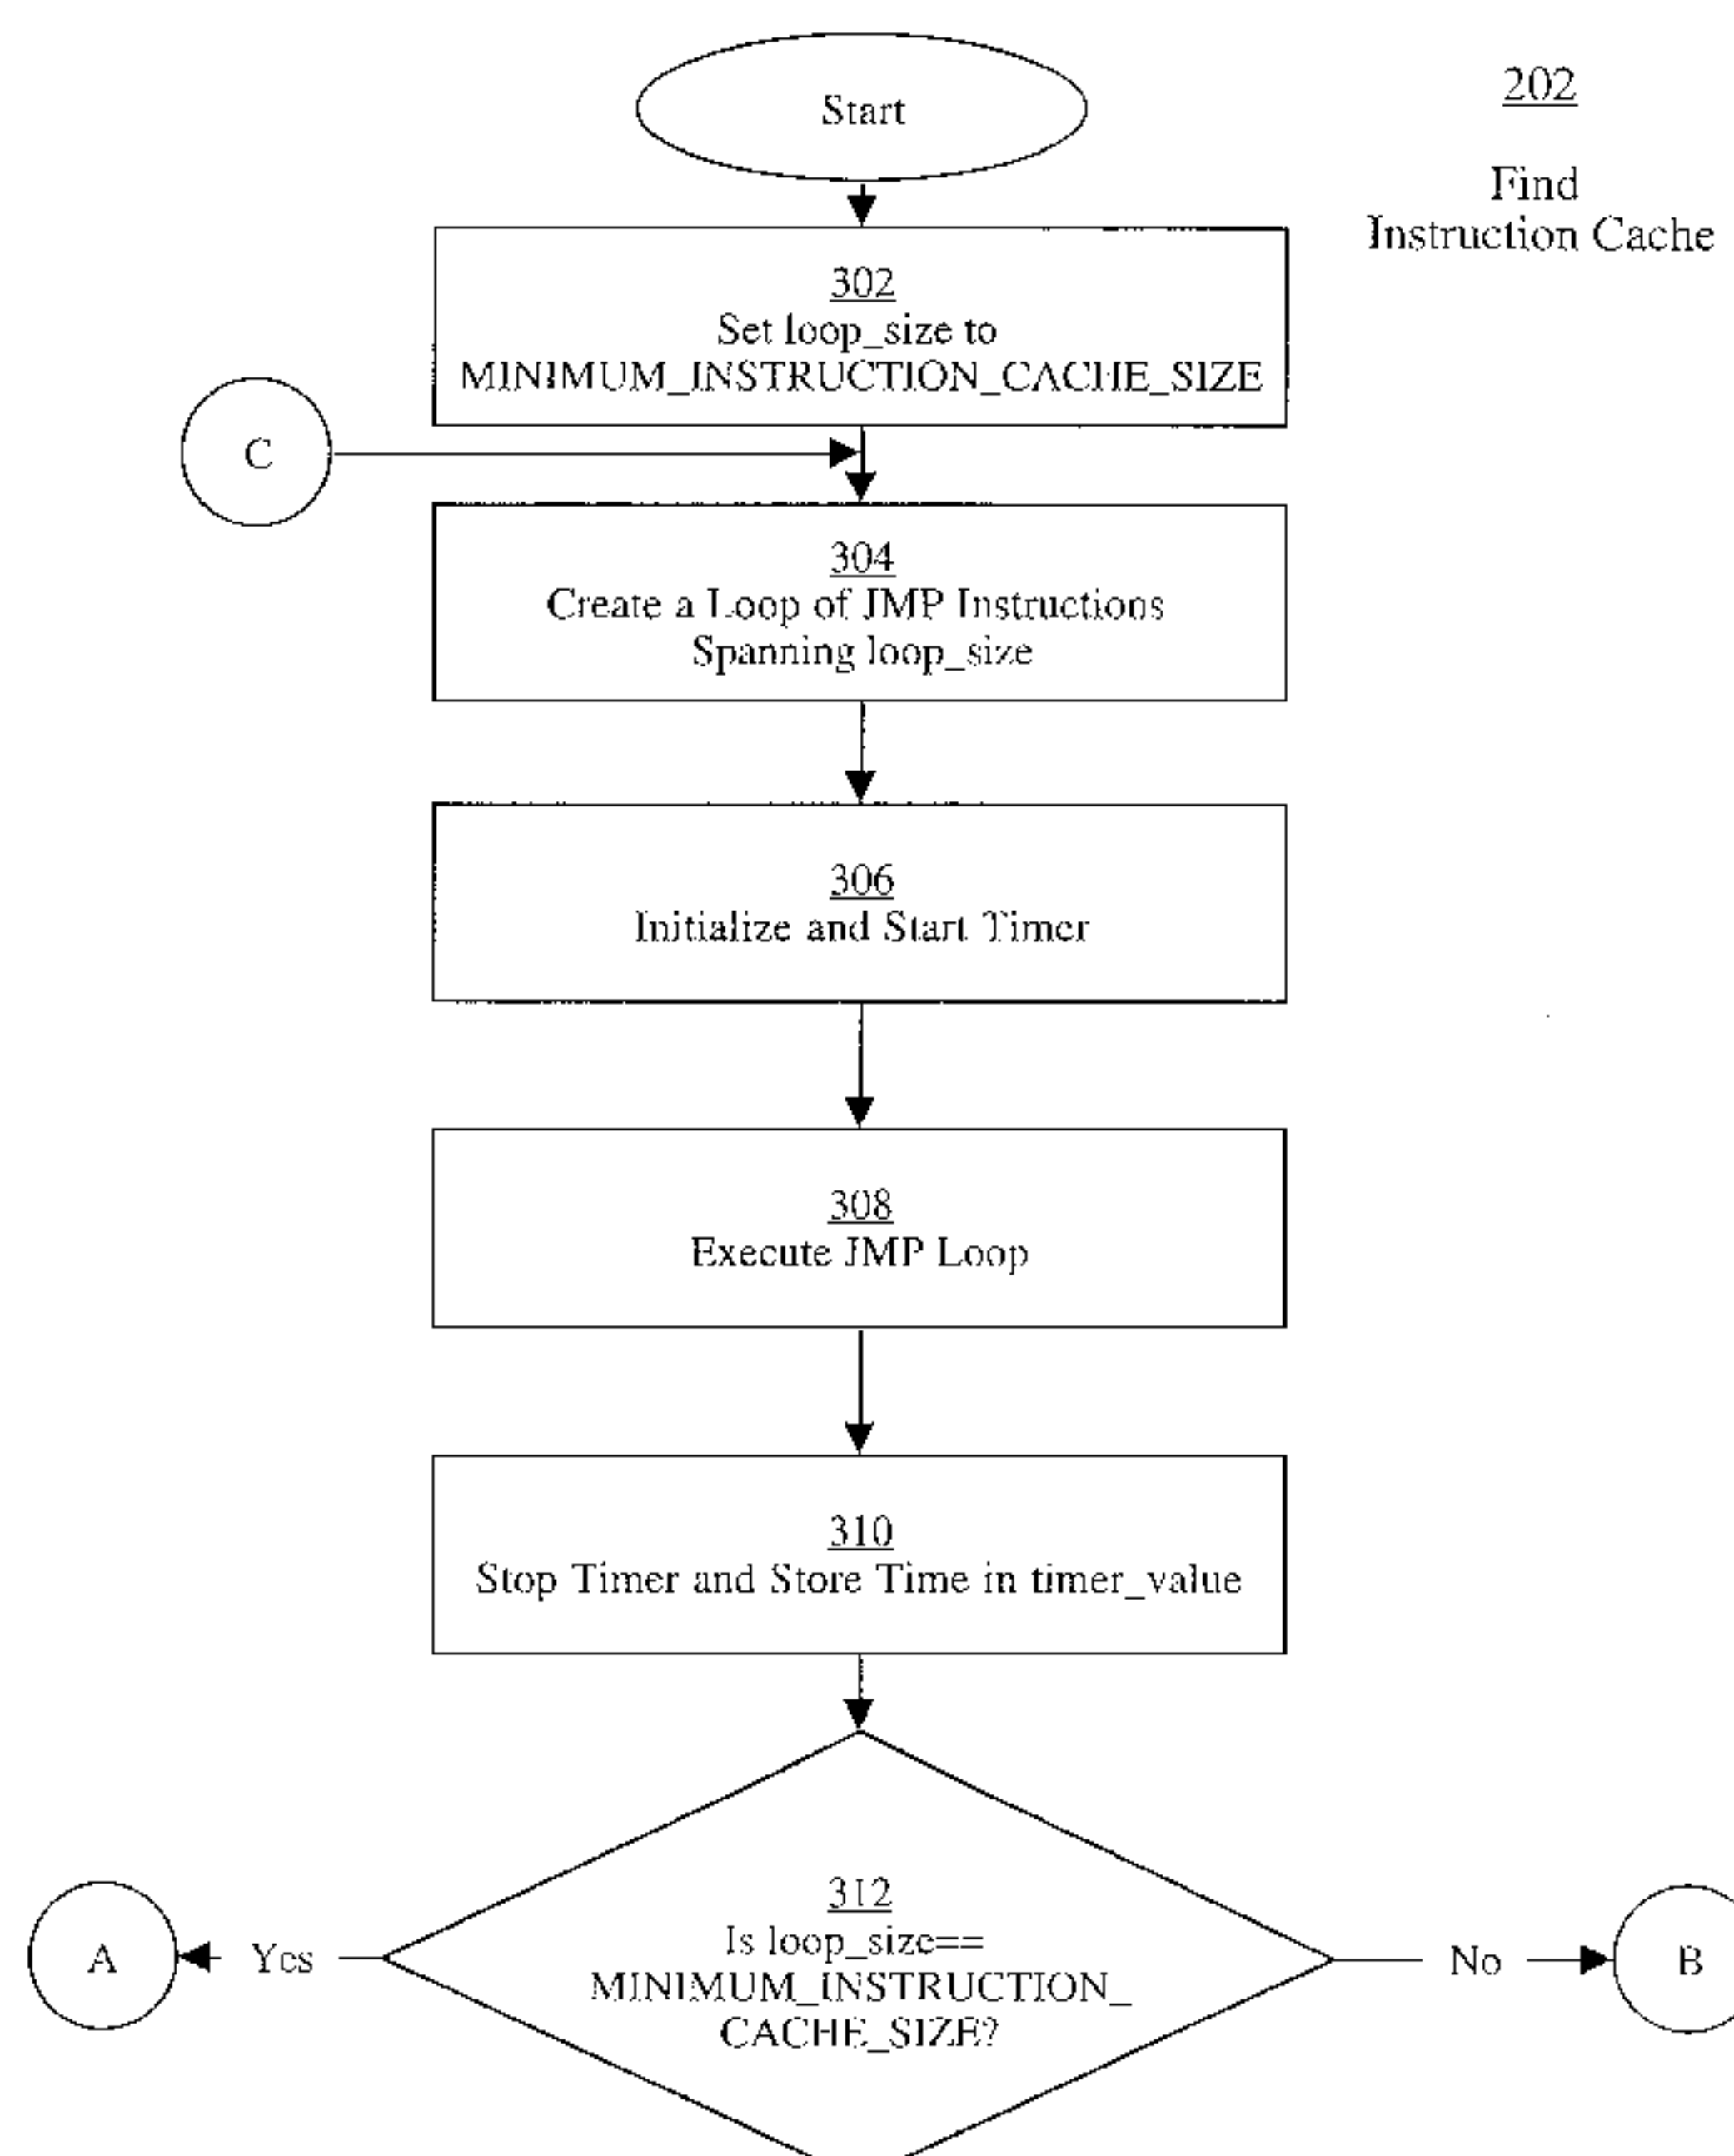 Start
202
Find
Instruction Cache
302
Set loop_size to
MINIMUM_INSTRUCTION_CACHE_SIZE
C
304
Create a Loop of JMP Instructions
Spanning loop_size
306
Initialize and Start Timer
308
Execute JMP Loop
310
Stop Timer and Store Time in timer_value
312
Is loop_size==
MINIMUM_INSTRUCTION_
CACHE_SIZE?
A
Yes
No
B